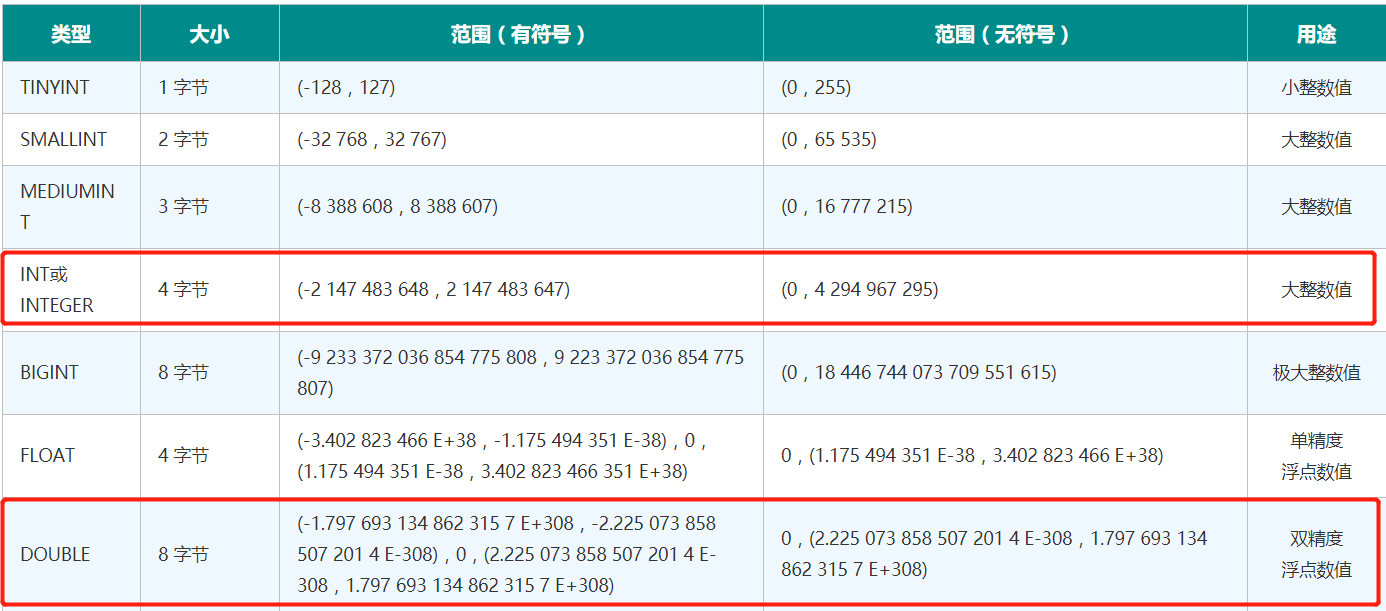 类型 大小 范围（有符号） 范围（无符号） 用途
TINYINT 1 字节 (-128，127) (0，255) 小整数值
SMALLINT 2 字节 (-32 768，32 767) (0，65 535) 大整数值
MEDIUMIN
T 3 字节 (-8 388 608，8 388 607) (0，16 777 215) 大整数值
INT或
INTEGER 4 字节 (-2 147 483 648，2 147 483 647) (0，4 294 967 295) 大整数值
BIGINT 8 字节 (-9 233 372 036 854 775 808，9 223 372 036 854 775
807) (0，18 446 744 073 709 551 615) 极大整数值
FLOAT 4 字节 (-3.402 823 466 E+38，-1.175 494 351 E-38)，0，
(1.175 494 351 E-38，3.402 823 466 351 E+38) 0，(1.175 494 351 E-38，3.402 823 466 E+38) 单精度
浮点数值
DOUBLE 8 字节 (-1.797 693 134 862 315 7 E+308，-2.225 073 858
507 201 4 E-308)，0，(2.225 073 858 507 201 4 E-
308，1.797 693 134 862 315 7 E+308) 0，(2.225 073 858 507 201 4 E-308，1.797 693 134
862 315 7 E+308) 双精度
浮点数值